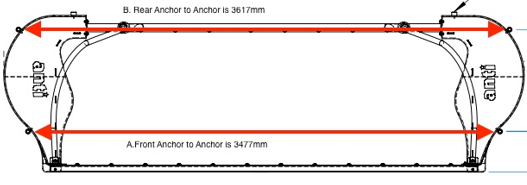 B. Rear Anchor to Anchor is 3617mm
anti
anti
A.Front Anchor to Anchor is 3477mm